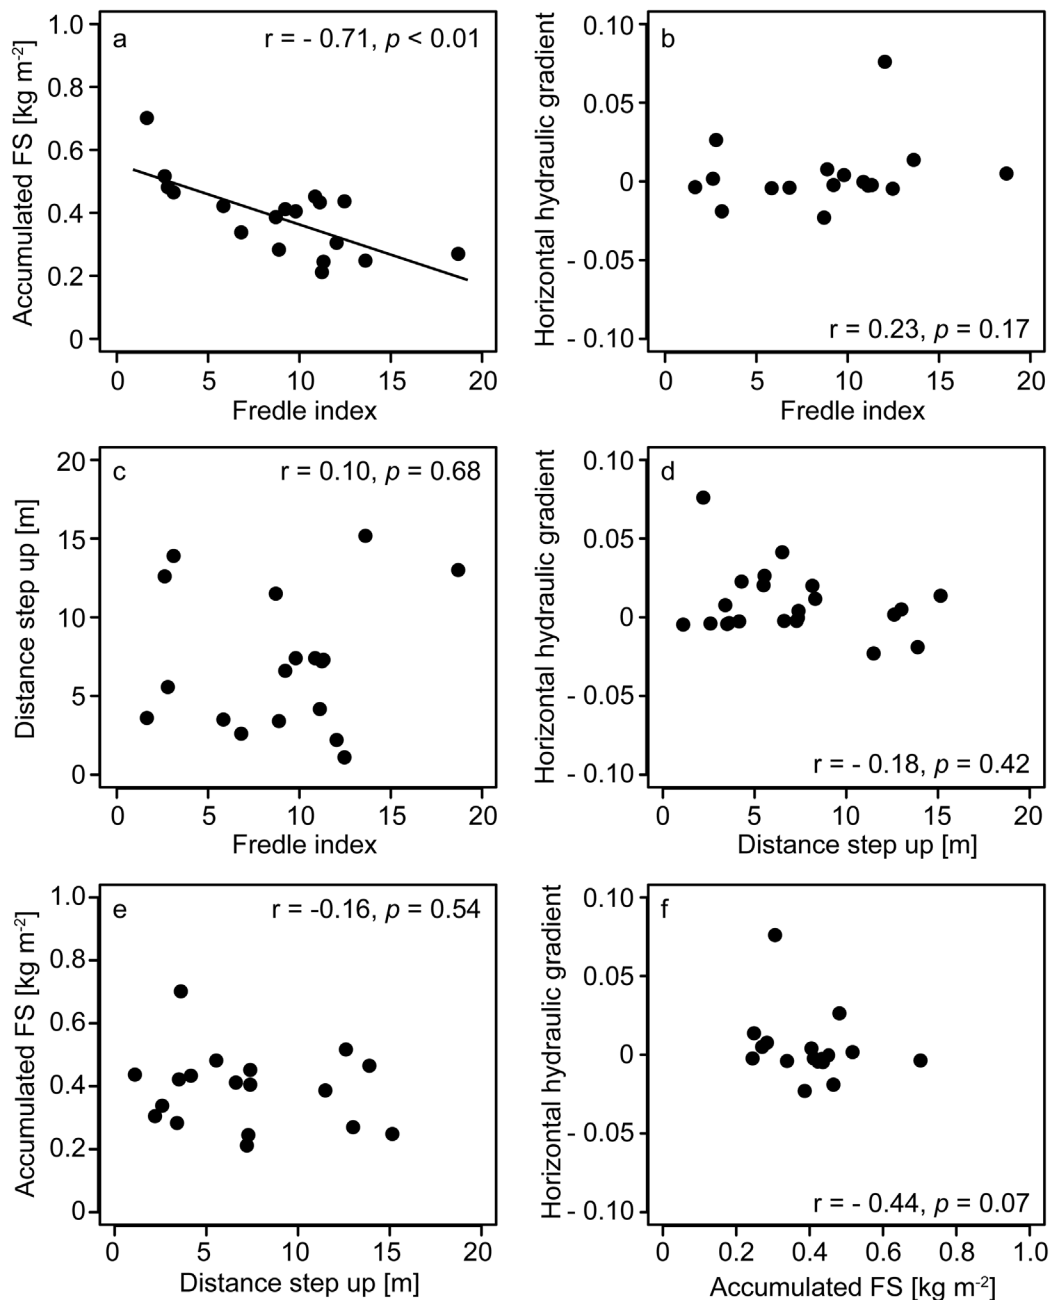 a
r = - 0.71, p < 0.01
Accumulated FS [kg m-2]
1.0
0.8
0.6
0.4
0.2
0
0 5 10 15 20
Fredle index
b
r = 0.23, p = 0.17
Horizontal hydraulic gradient
0.10
0.05
0
- 0.05
- 0.10
0 5 10 15 20
Fredle index
c
r = 0.10, p = 0.68
Distance step up [m]
20
15
10
5
0
0 5 10 15 20
Fredle index
d
r = - 0.18, p = 0.42
Horizontal hydraulic gradient
0.10
0.05
0
- 0.05
- 0.10
0 5 10 15 20
Distance step up [m]
e
r = -0.16, p = 0.54
Accumulated FS [kg m-2]
1.0
0.8
0.6
0.4
0.2
0
0 5 10 15 20
Distance step up [m]
f
r = - 0.44, p = 0.07
Horizontal hydraulic gradient
0.10
0.05
0
- 0.05
- 0.10
0 0.2 0.4 0.6 0.8 1.0
Accumulated FS [kg m-2]